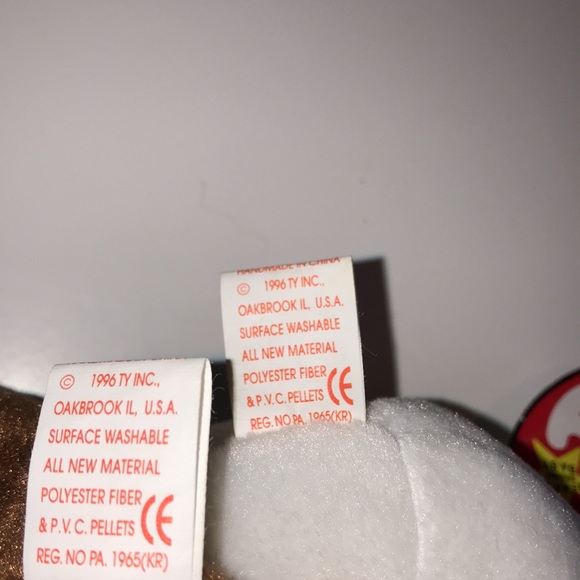 © 1996 TY INC.,
OAKBROOK IL, U.S.A.
SURFACE WASHABLE
ALL NEW MATERIAL
POLYESTER FIBER
& P.V.C. PELLETS CE
REG. NO PA. 1965(KR)
HANDMADE IN CHINA
© 1996 TY INC.,
OAKBROOK IL, U.S.A.
SURFACE WASHABLE
ALL NEW MATERIAL
POLYESTER FIBER
& P.V.C. PELLETS CE
REG. NO PA. 1965(KR)